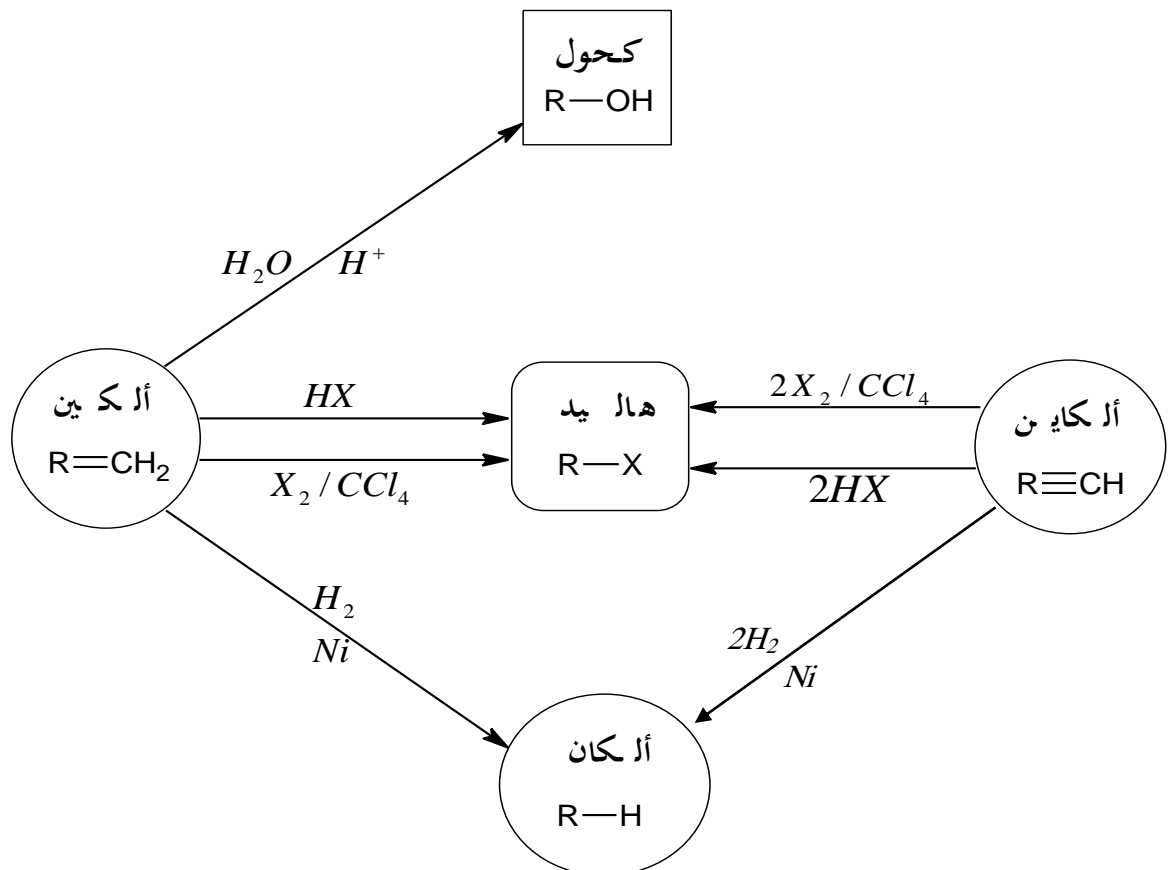 كحول
R—OH
H₂O H⁺
ألكين
R=CH₂
HX
X₂/CCl₄
هاليد
R—X
2X₂/CCl₄
2HX
ألكاين
R≡CH
H₂
Ni
2H₂
Ni
ألكان
R—H